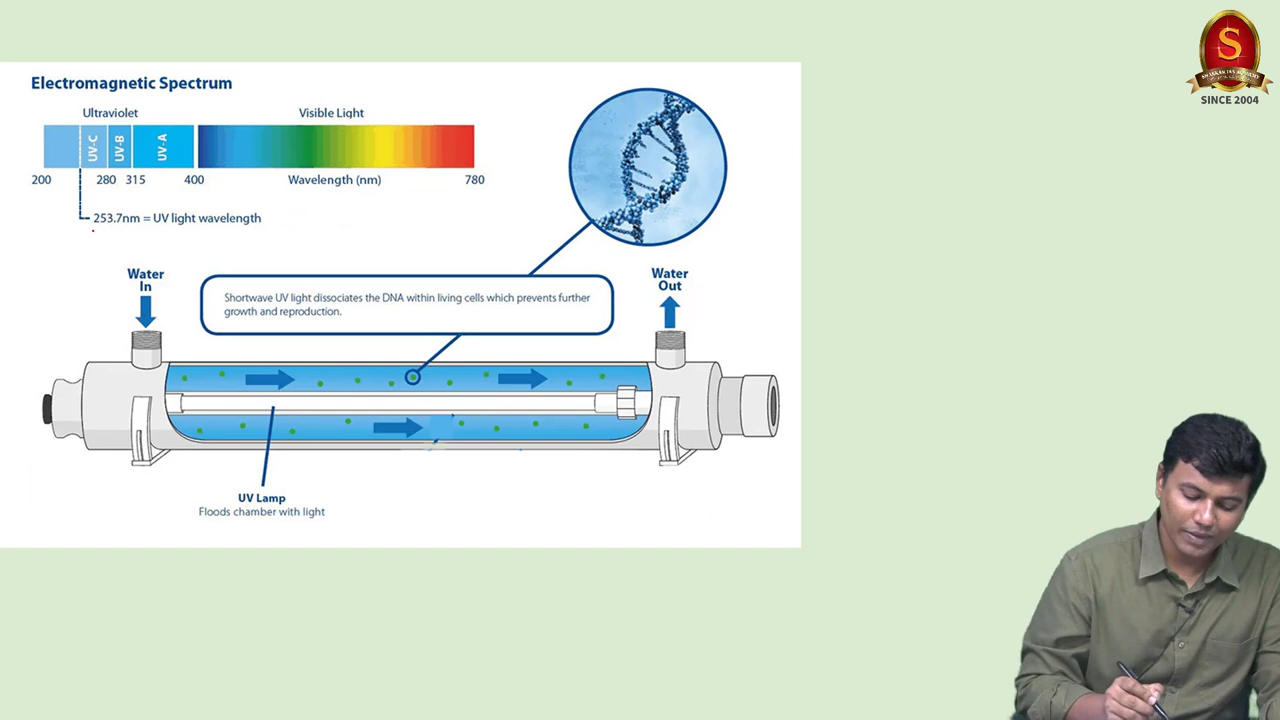 S
SINCE 2004
Electromagnetic Spectrum
Ultraviolet
Visible Light
UV-C
UV-B
UV-A
200
280
315
400
Wavelength (nm)
780
253.7nm = UV light wavelength
Water
In
Water
Out
Shortwave UV light dissociates the DNA within living cells which prevents further
growth and reproduction.
UV Lamp
Floods chamber with light